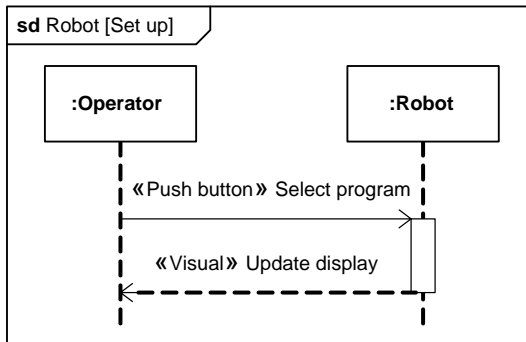 sd Robot [Set up]
:Operator
:Robot
«Push button» Select program
«Visual» Update display